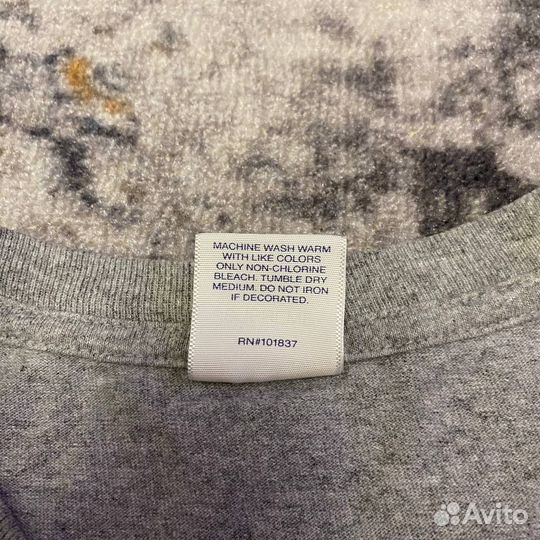 MACHINE WASH WARM
WITH LIKE COLORS
ONLY NON-CHLORINE
BLEACH. TUMBLE DRY
MEDIUM. DO NOT IRON
IF DECORATED.
RN#101837
Avito